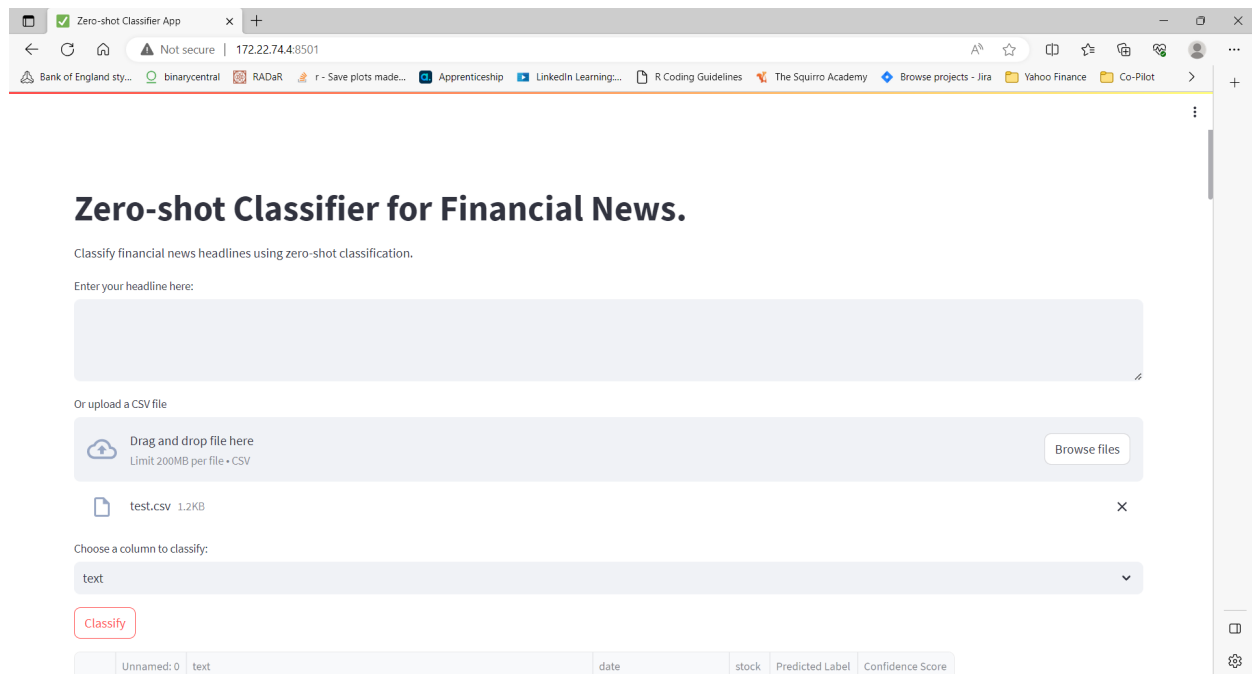 Zero-shot Classifier App
Not secure | 172.22.74.4:8501
Bank of England sty... binarycentral RADaR r - Save plots made... Apprenticeship LinkedIn Learning:... R Coding Guidelines The Squirro Academy Browse projects - Jira Yahoo Finance Co-Pilot
Zero-shot Classifier for Financial News.
Classify financial news headlines using zero-shot classification.
Enter your headline here:
Or upload a CSV file
Drag and drop file here
Limit 200MB per file • CSV
Browse files
test.csv 1.2KB
Choose a column to classify:
text
Classify
Unnamed: 0 text date stock Predicted Label Confidence Score